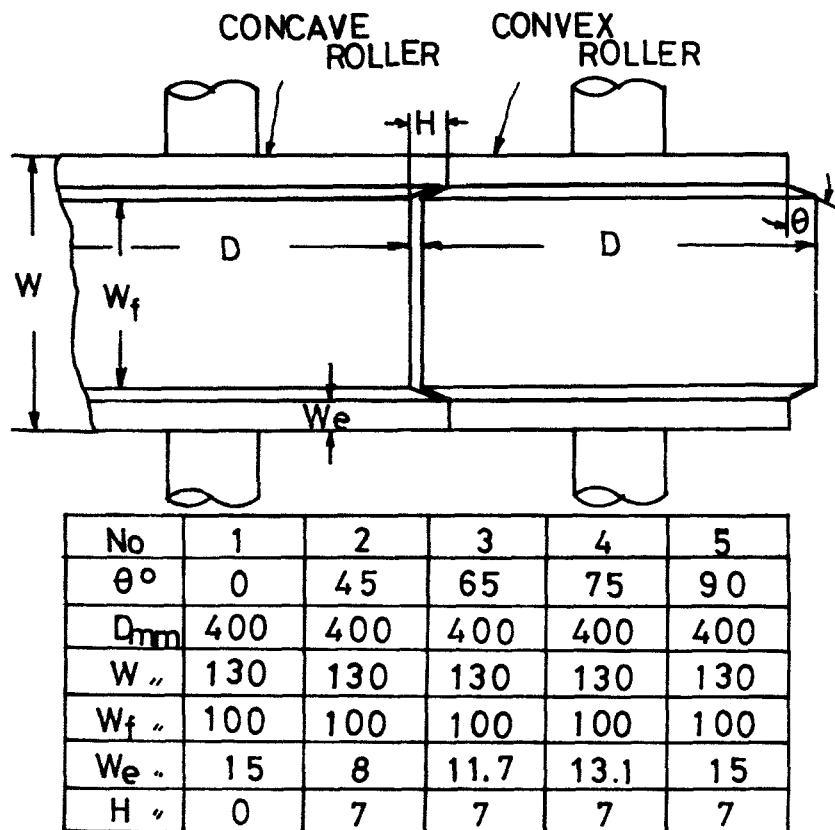 CONCAVE ROLLER
CONVEX ROLLER
H
θ
D
D
W
Wf
We
No 1 2 3 4 5
θ° 0 45 65 75 90
Dmm 400 400 400 400 400
W 〃 130 130 130 130 130
Wf 〃 100 100 100 100 100
We 〃 15 8 11.7 13.1 15
H 〃 0 7 7 7 7